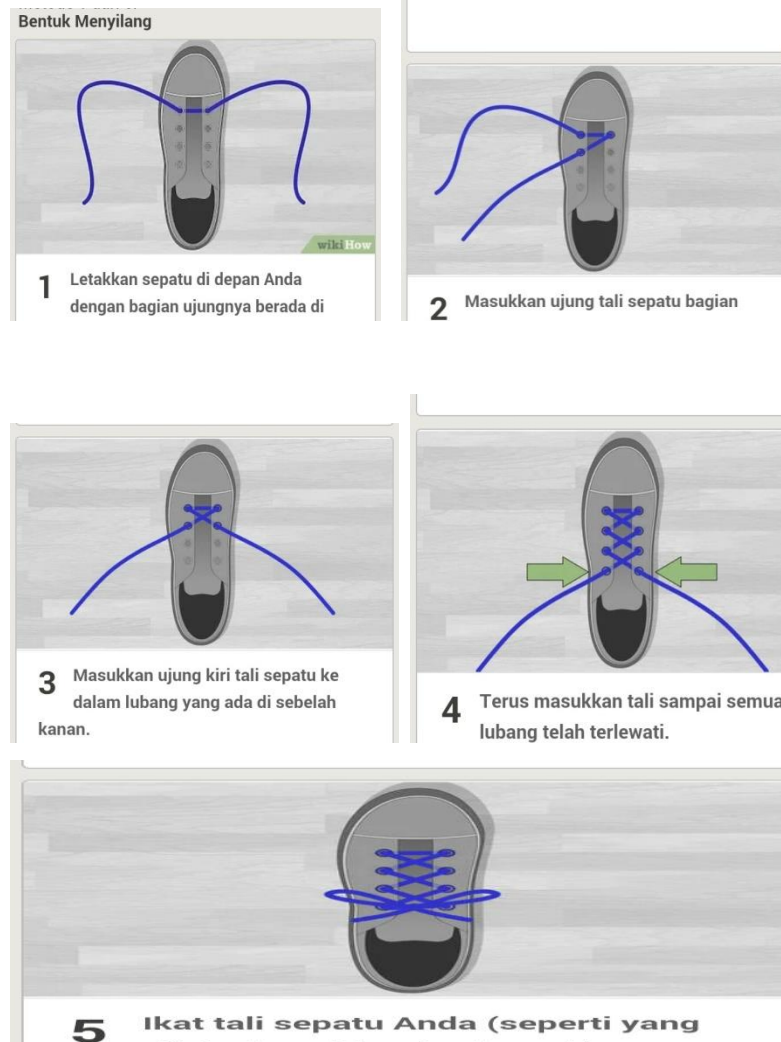 Bentuk Menyilang
wikiHow
1 Letakkan sepatu di depan Anda
dengan bagian ujungnya berada di
2 Masukkan ujung tali sepatu bagian
3 Masukkan ujung kiri tali sepatu ke
dalam lubang yang ada di sebelah
kanan.
4 Terus masukkan tali sampai semua
lubang telah terlewati.
5 Ikat tali sepatu Anda (seperti yang